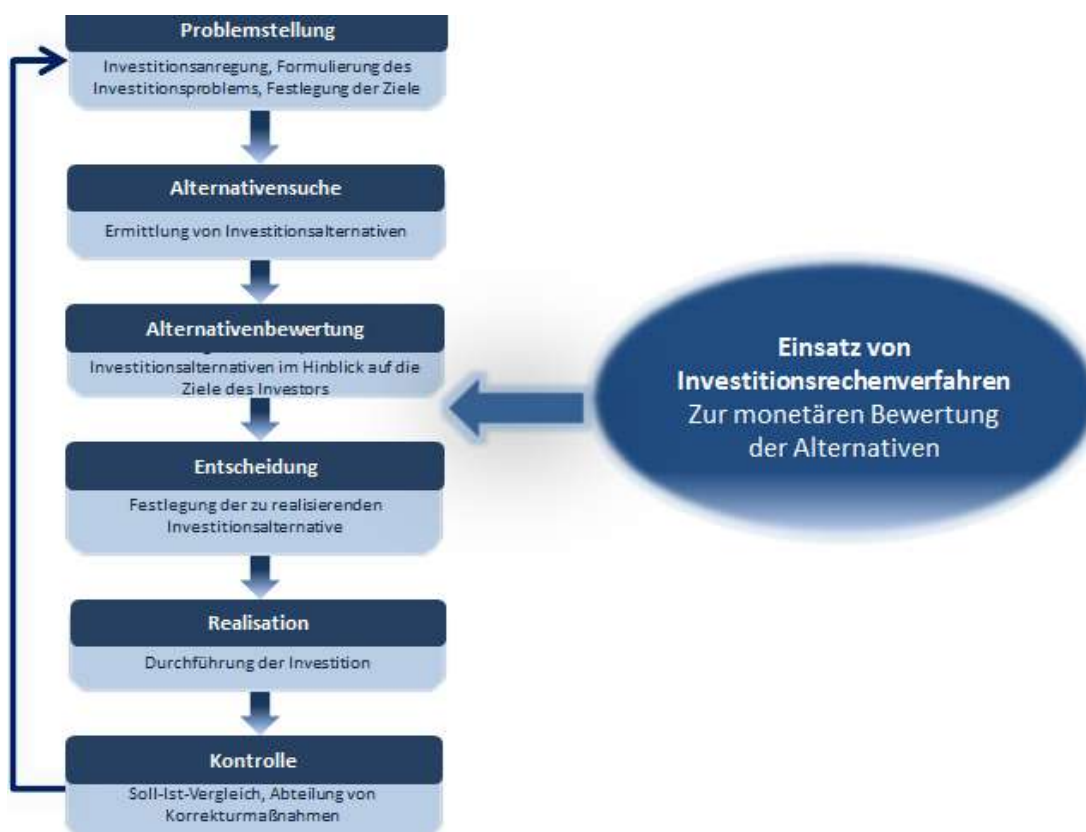 Problemstellung
Investitionsanregung, Formulierung des
Investitionsproblems, Festlegung der Ziele
Alternativensuche
Ermittlung von Investitionsalternativen
Alternativenbewertung
Investitionsalternativen im Hinblick auf die
Ziele des Investors
Einsatz von
Investitionsrechenverfahren
Zur monetären Bewertung
der Alternativen
Entscheidung
Festlegung der zu realisierenden
Investitionsalternative
Realisation
Durchführung der Investition
Kontrolle
Soll-Ist-Vergleich, Abteilung von
Korrekturmaßnahmen